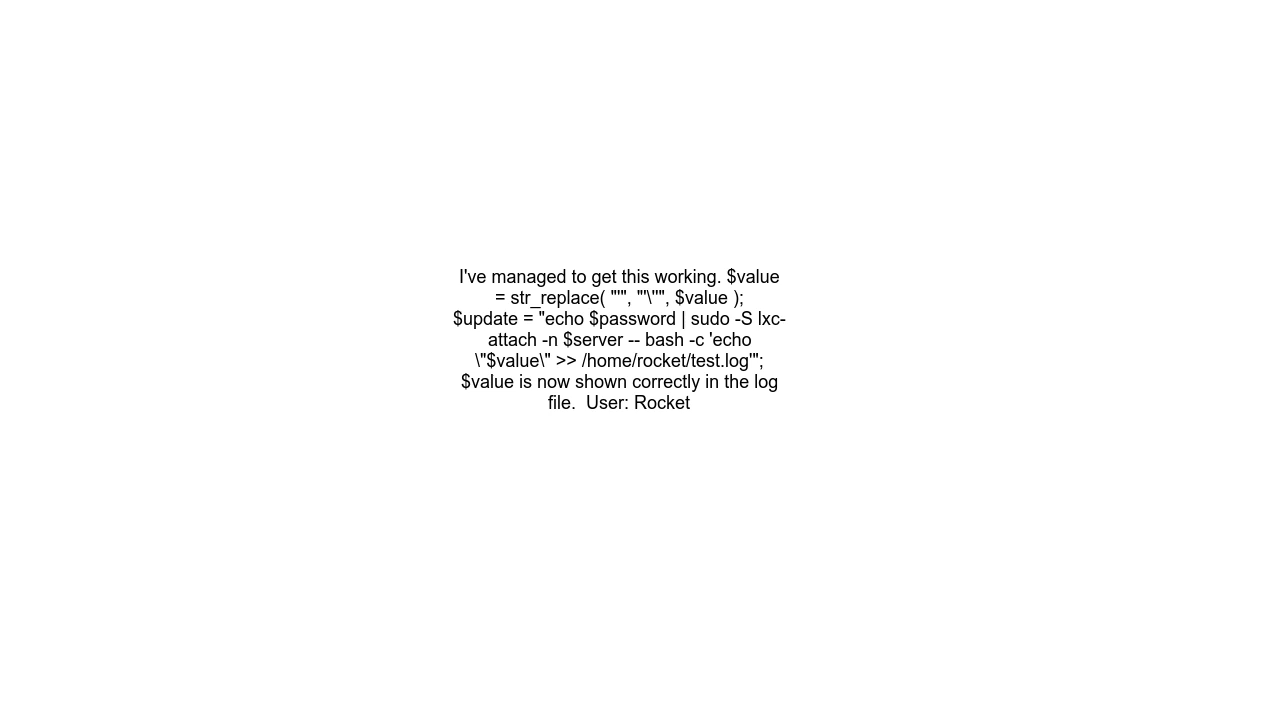 I've managed to get this working. $value
= str_replace( "'", "'\''", $value );
$update = "echo $password | sudo -S lxc-
attach -n $server -- bash -c 'echo
\"$value\" >> /home/rocket/test.log'";
$value is now shown correctly in the log
file.  User: Rocket